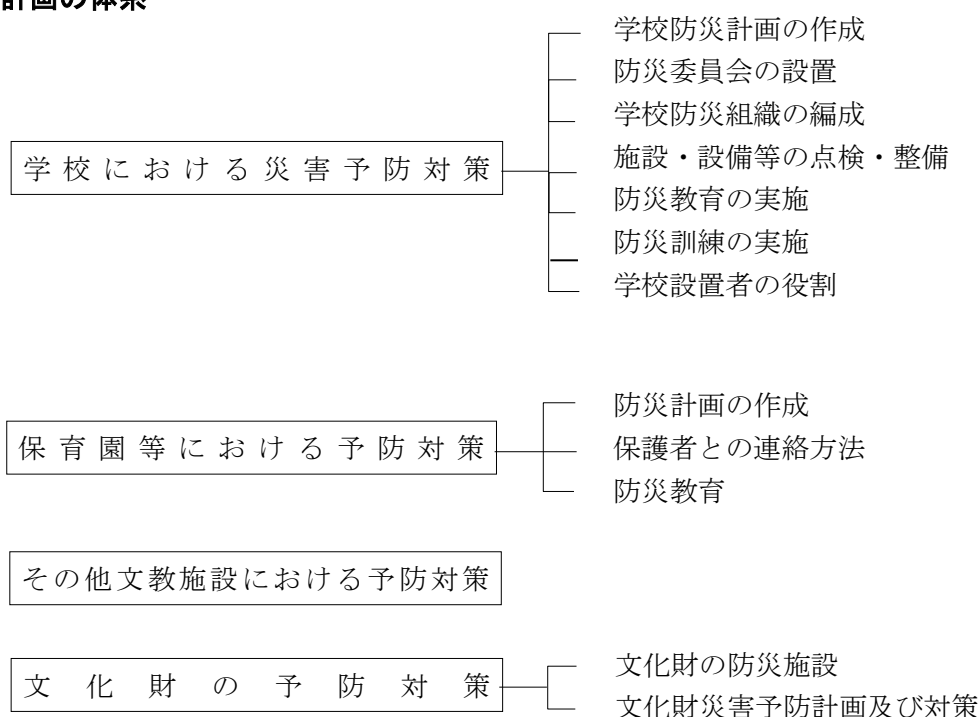 計画の体系
学校における災害予防対策
学校防災計画の作成
防災委員会の設置
学校防災組織の編成
施設・設備等の点検・整備
防災教育の実施
防災訓練の実施
学校設置者の役割
保育園等における予防対策
防災計画の作成
保護者との連絡方法
防災教育
その他文教施設における予防対策
文化財の予防対策
文化財の防災施設
文化財災害予防計画及び対策